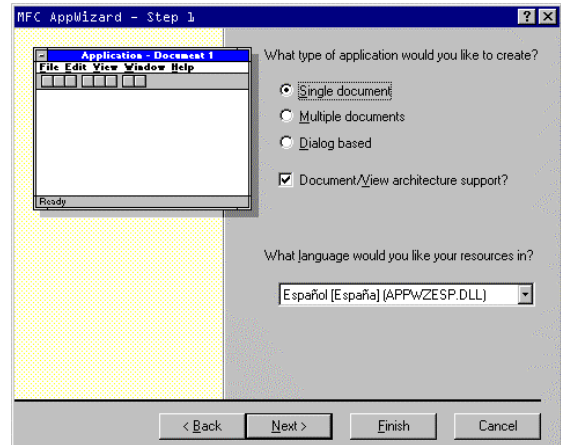 MFC AppWizard - Step 1
Application - Document 1
File Edit View Window Help
Ready
What type of application would you like to create?
Single document
Multiple documents
Dialog based
Document/View architecture support?
What language would you like your resources in?
Español [España] (APPWZESP.DLL)
< Back Next > Finish Cancel